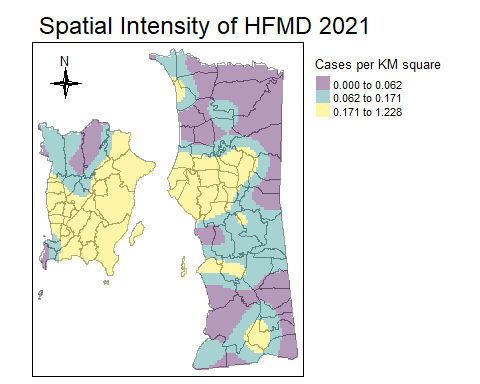 Spatial Intensity of HFMD 2021
N
Cases per KM square
0.000 to 0.062
0.062 to 0.171
0.171 to 1.228